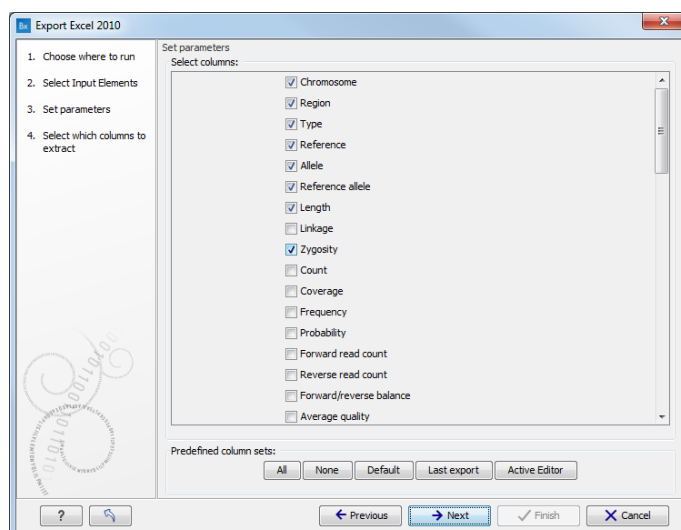 Bx Export Excel 2010
1. Choose where to run
2. Select Input Elements
3. Set parameters
4. Select which columns to
extract
Set parameters
Select columns:
Chromosome
Region
Type
Reference
Allele
Reference allele
Length
Linkage
Zygosity
Count
Coverage
Frequency
Probability
Forward read count
Reverse read count
Forward/reverse balance
Average quality
Predefined column sets:
All None Default Last export Active Editor
? Previous Next Finish Cancel